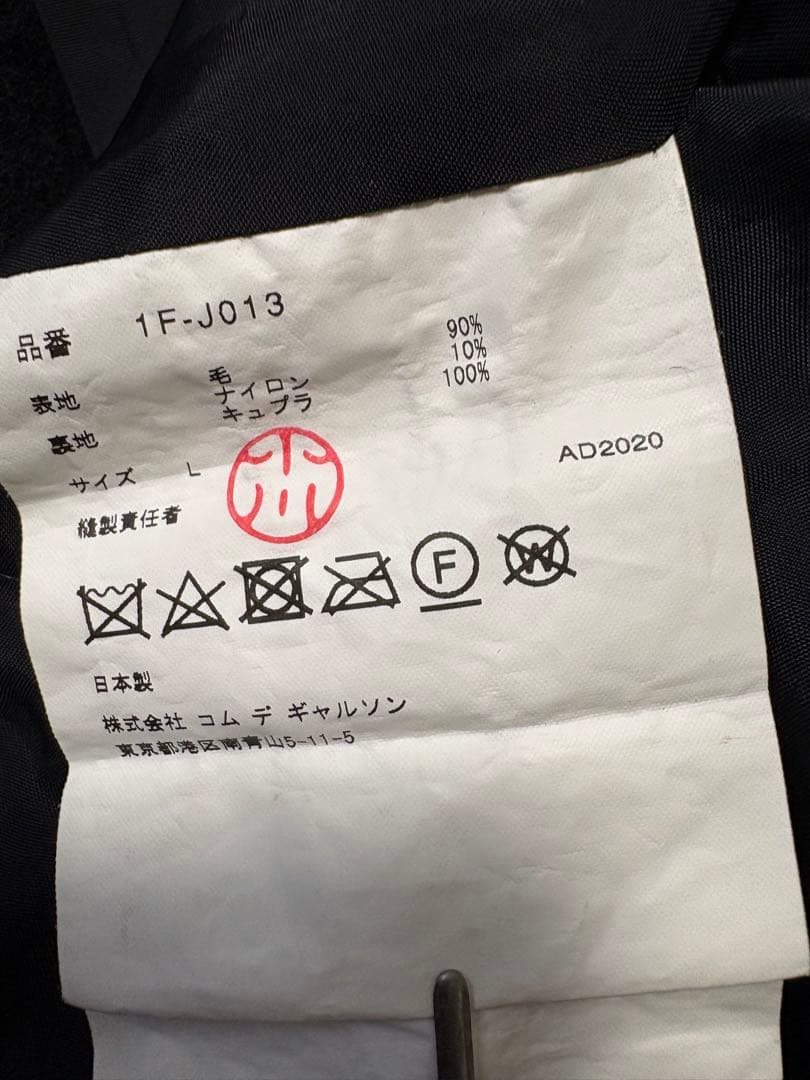 品番 1F-J013
表地 毛 90%
ナイロン 10%
裏地 キュプラ 100%
サイズ L AD2020
縫製責任者
F W
日本製
株式会社 コム デ ギャルソン
東京都港区南青山5-11-5